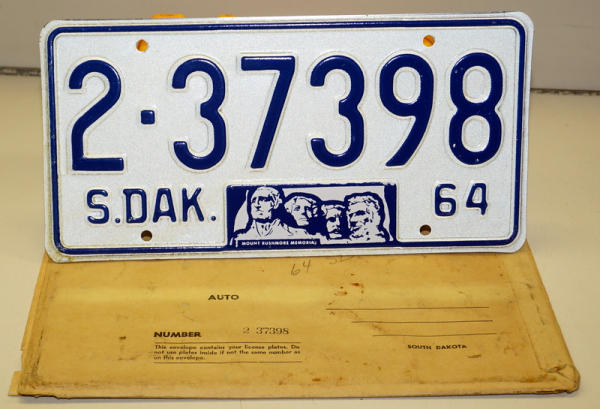 2·37398
S.DAK. 64
MOUNT RUSHMORE MEMORIAL
64
AUTO
NUMBER 2 37398
This envelope contains your license plates. Do
not use plates inside if not the same number as
on this envelope.
SOUTH DAKOTA